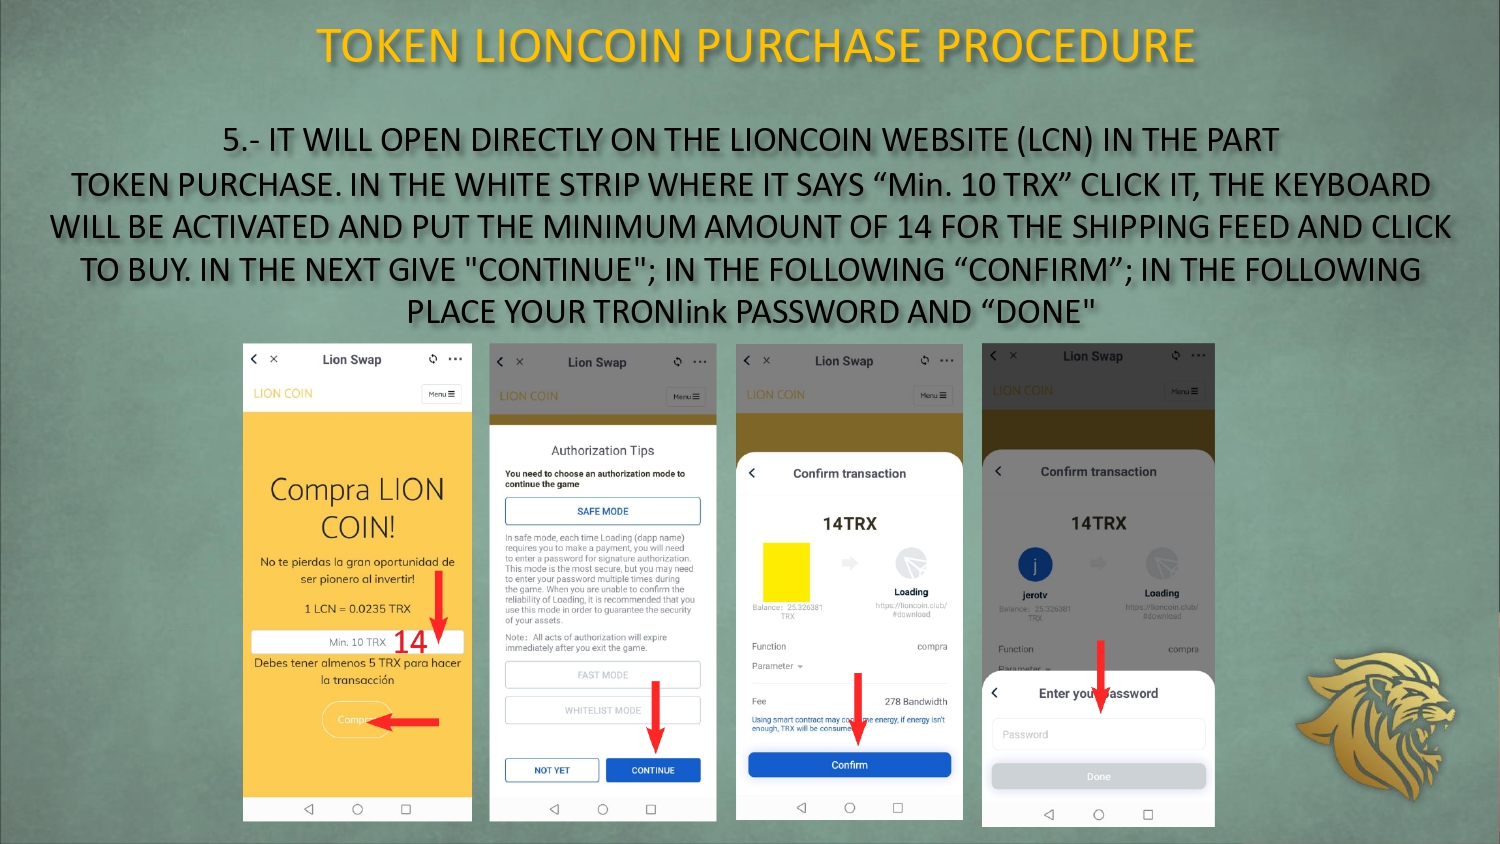 TOKEN LIONCOIN PURCHASE PROCEDURE
5.- IT WILL OPEN DIRECTLY ON THE LIONCOIN WEBSITE (LCN) IN THE PART
TOKEN PURCHASE. IN THE WHITE STRIP WHERE IT SAYS “Min. 10 TRX” CLICK IT, THE KEYBOARD
WILL BE ACTIVATED AND PUT THE MINIMUM AMOUNT OF 14 FOR THE SHIPPING FEED AND CLICK
TO BUY. IN THE NEXT GIVE "CONTINUE"; IN THE FOLLOWING “CONFIRM”; IN THE FOLLOWING
PLACE YOUR TRONlink PASSWORD AND “DONE"
Lion Swap
LION COIN
Menu
Compra LION
COIN!
No te pierdas la gran oportunidad de
ser pionero al invertir!
1 LCN = 0.0235 TRX
Min. 10 TRX 14
Debes tener almenos 5 TRX para hacer
la transacción
Lion Swap
LION COIN
Menu
Authorization Tips
You need to choose an authorization mode to
continue the game
SAFE MODE
In safe mode, each time Loading (dapp name)
requires you to make a payment, you will need
to enter a password for signature authorization.
This mode is the most secure, but you may need
to enter your password multiple times during
the game. When you are unable to confirm the
reliability of Loading, it is recommended that you
use this mode in order to guarantee the security
of your assets.
Note: All acts of authorization will expire
immediately after you exit the game.
FAST MODE
WHITELIST MODE
NOT YET
CONTINUE
Lion Swap
LION COIN
Menu
Confirm transaction
14TRX
Loading
Balance: 25.326381
TRX
https://lioncoin.club/
#download
Function compra
Parameter
Fee 278 Bandwidth
Using smart contract may energy, if energy isn't
enough, TRX will be
Confirm
Lion Swap
LION COIN
Menu
Confirm transaction
14TRX
j
jerotv
Loading
Balance: 25.326381
TRX
https://lioncoin.club/
#download
Function compra
Parameter
Enter your password
Password
Done